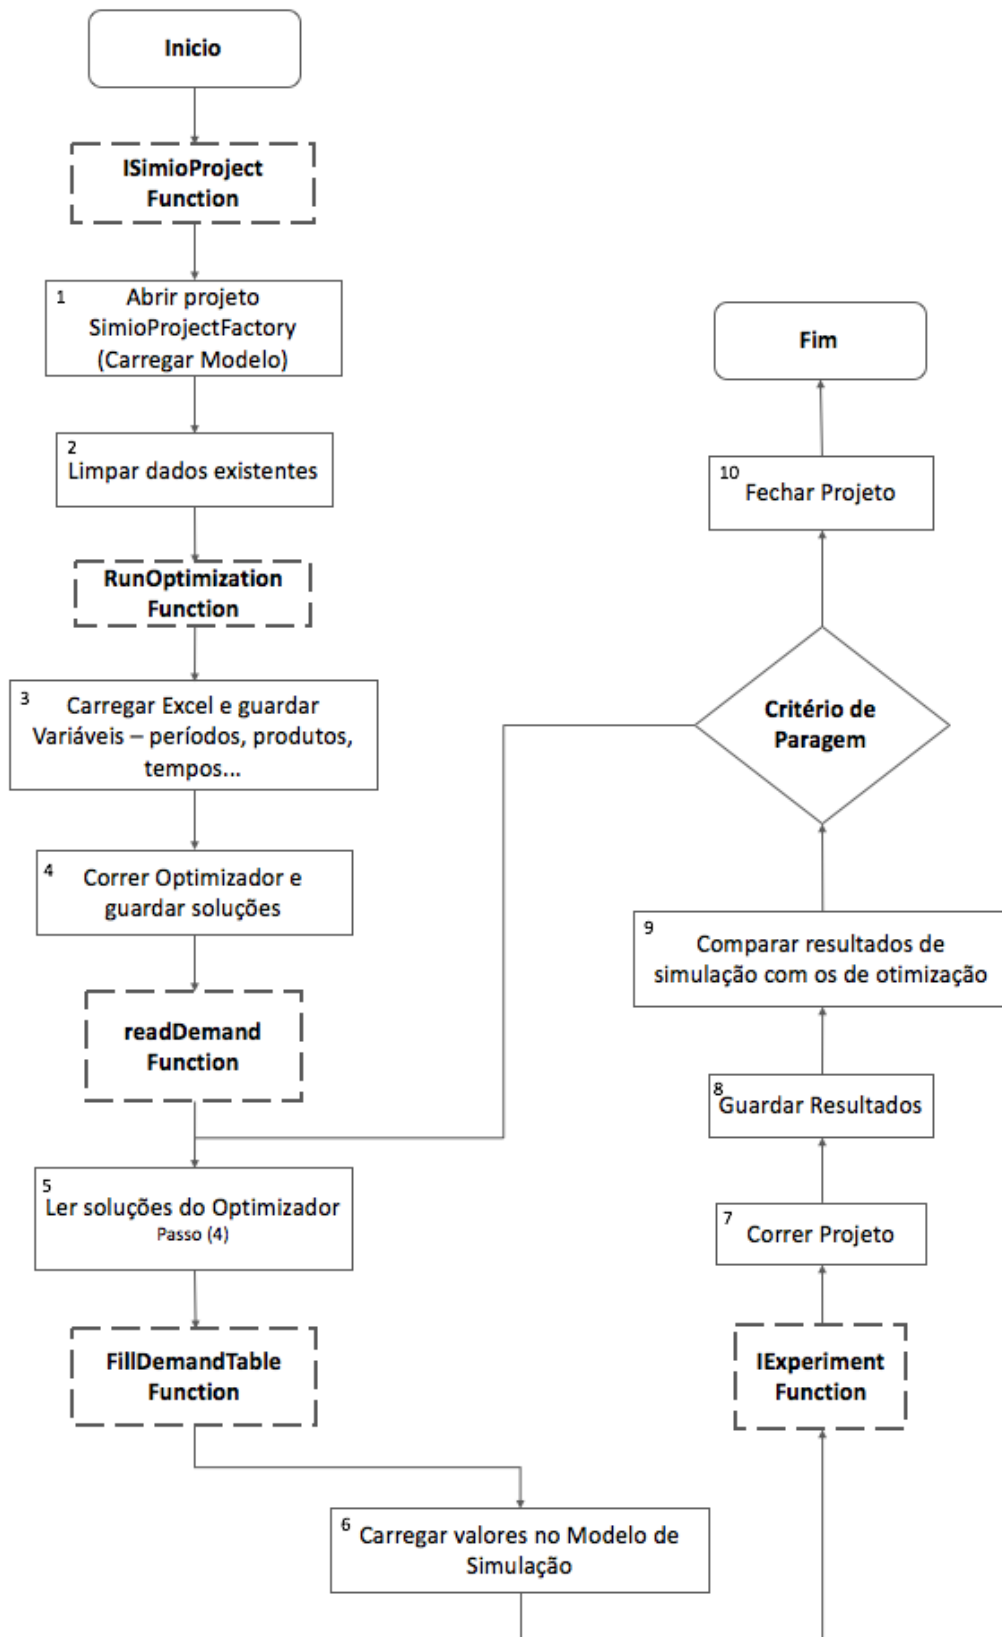 Inicio
ISimioProject
Function
1
Abrir projeto
SimioProjectFactory
(Carregar Modelo)
2
Limpar dados existentes
RunOptimization
Function
3
Carregar Excel e guardar
Variáveis – períodos, produtos,
tempos...
4
Correr Optimizador e
guardar soluções
readDemand
Function
5
Ler soluções do Optimizador
Passo (4)
FillDemandTable
Function
6
Carregar valores no Modelo de
Simulação
IExperiment
Function
7
Correr Projeto
8
Guardar Resultados
9
Comparar resultados de
simulação com os de otimização
Critério de
Paragem
10
Fechar Projeto
Fim